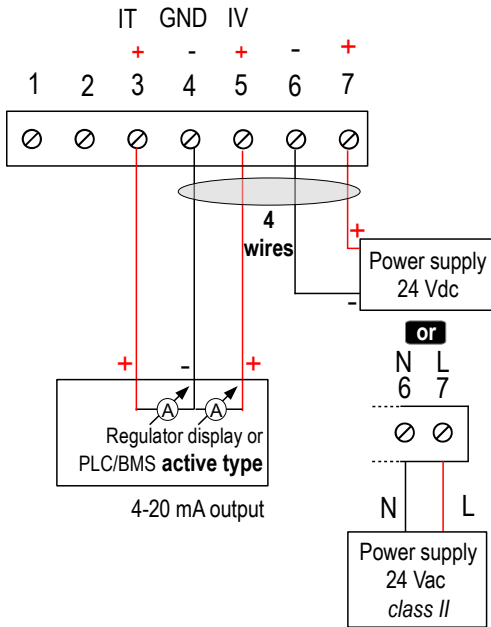 IT GND IV
+ - + - +
1 2 3 4 5 6 7
4
wires
+
Power supply
24 Vdc
-
or
+ - +
N L
6 7
A A
Regulator display or
PLC/BMS active type
4-20 mA output
N L
Power supply
24 Vac
class II